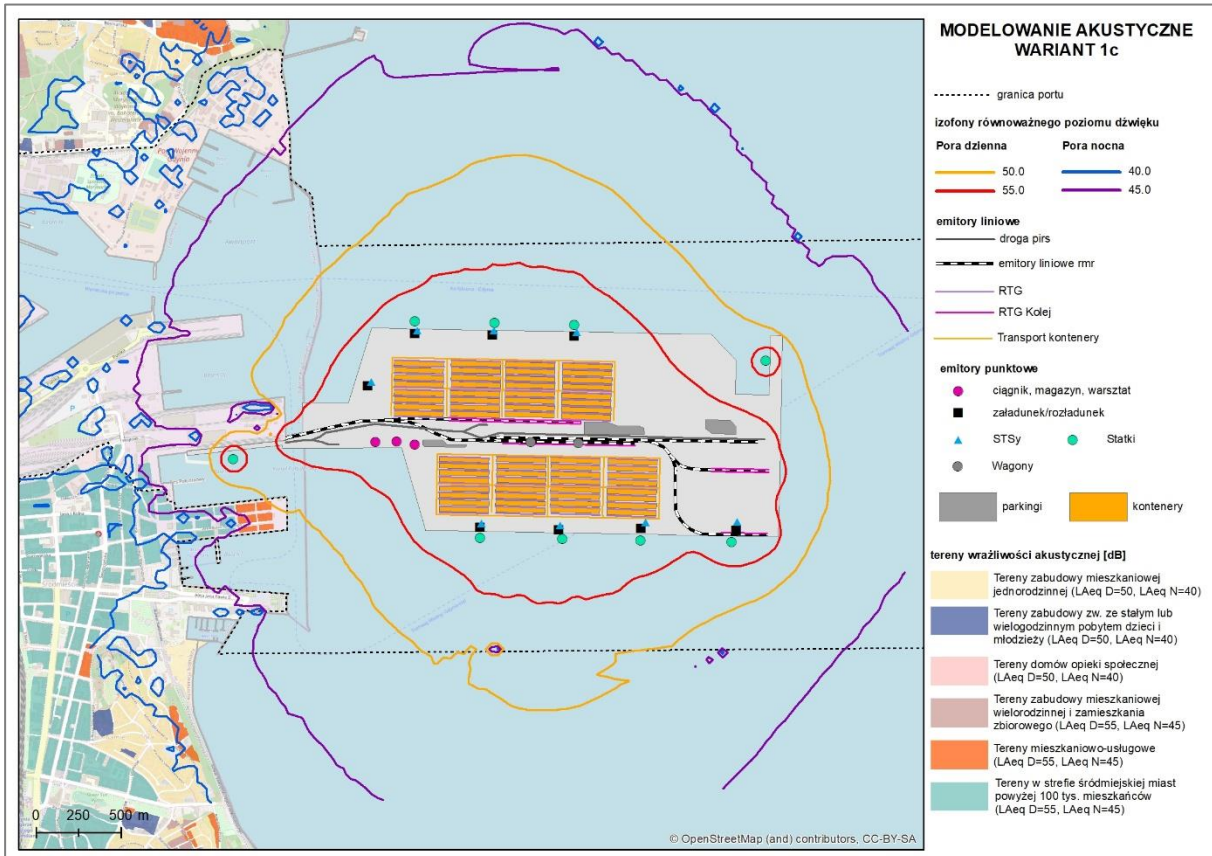 MODELOWANIE AKUSTYCZNE
WARIANT 1c
granica portu
izofony równoważnego poziomu dźwięku
Pora dzienna Pora nocna
50.0 40.0
55.0 45.0
emitory liniowe
droga pirs
emitory liniowe rmr
RTG
RTG Kolej
Transport kontenery
emitory punktowe
ciągnik, magazyn, warsztat
załadunek/rozładunek
STSy Statki
Wagony
parkingi kontenery
tereny wrażliwości akustycznej [dB]
Tereny zabudowy mieszkaniowej
jednorodzinnej (LAeq D=50, LAeq N=40)
Tereny zabudowy zw. ze stałym lub
wielogodzinnym pobytem dzieci i
młodzieży (LAeq D=50, LAeq N=40)
Tereny domów opieki społecznej
(LAeq D=50, LAeq N=40)
Tereny zabudowy mieszkaniowej
wielorodzinnej i zamieszkania
zbiorowego (LAeq D=55, LAeq N=45)
Tereny mieszkaniowo-usługowe
(LAeq D=55, LAeq N=45)
Tereny w strefie śródmiejskiej miast
powyżej 100 tys. mieszkańców
(LAeq D=55, LAeq N=45)
P
0 250 500 m
© OpenStreetMap (and) contributors, CC-BY-SA